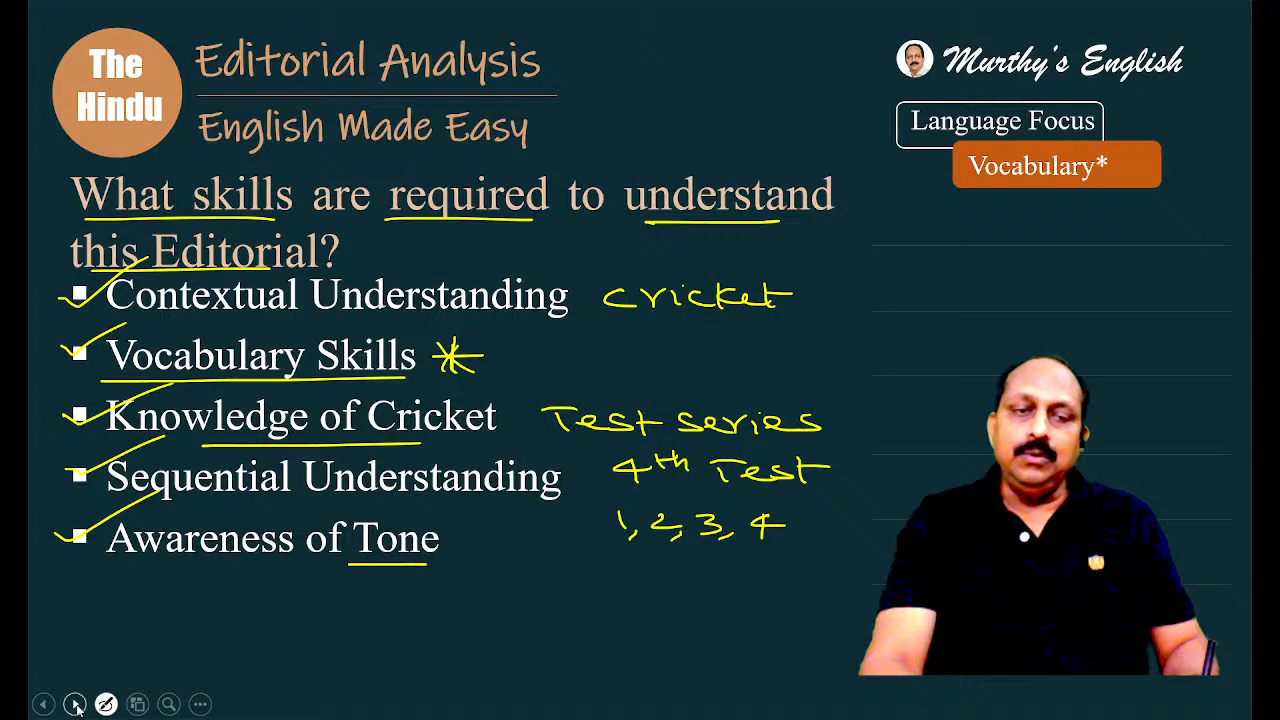 The
Hindu
Editorial Analysis
English Made Easy
Murthy's English
Language Focus
Vocabulary*
What skills are required to understand
this Editorial?
Contextual Understanding cricket
Vocabulary Skills *
Knowledge of Cricket Test series
Sequential Understanding 4th Test
Awareness of Tone 1, 2, 3, 4